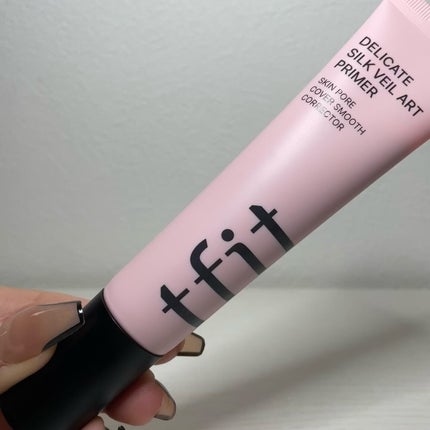 DELICATE
SILK VEIL ART
PRIMER
SKIN PORE
COVER SMOOTH
CORRECTOR
tfit